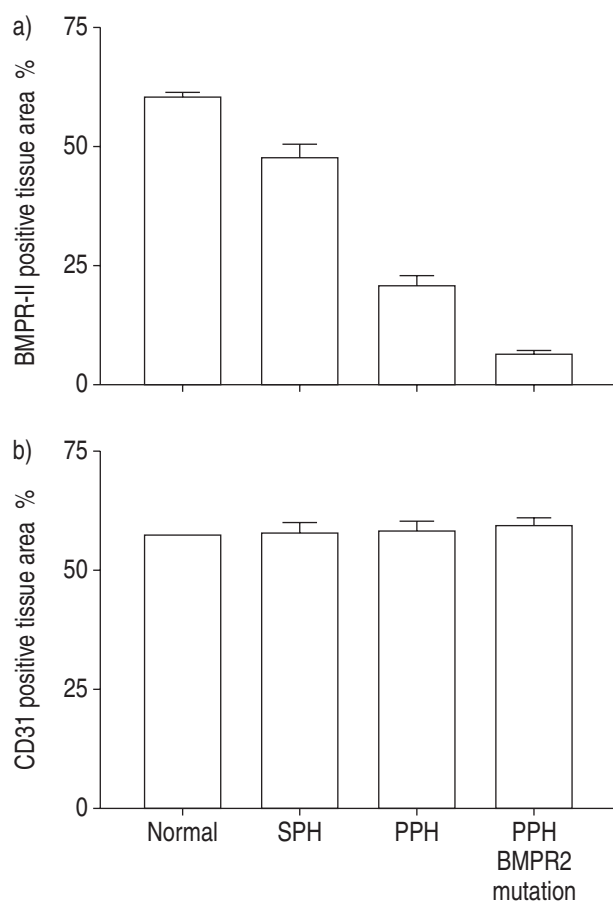 a)
75
50
25
0
BMPR-II positive tissue area %
b)
75
50
25
0
CD31 positive tissue area %
Normal
SPH
PPH
PPH
BMPR2
mutation